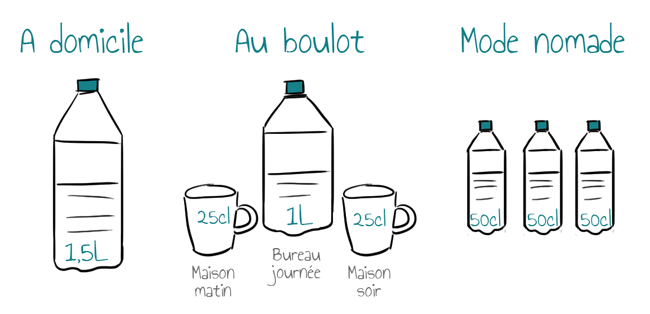 A domicile
Au boulot
Mode nomade
1,5L
25cl
1L
25cl
50cl
50cl
50cl
Maison
matin
Bureau
journée
Maison
soir